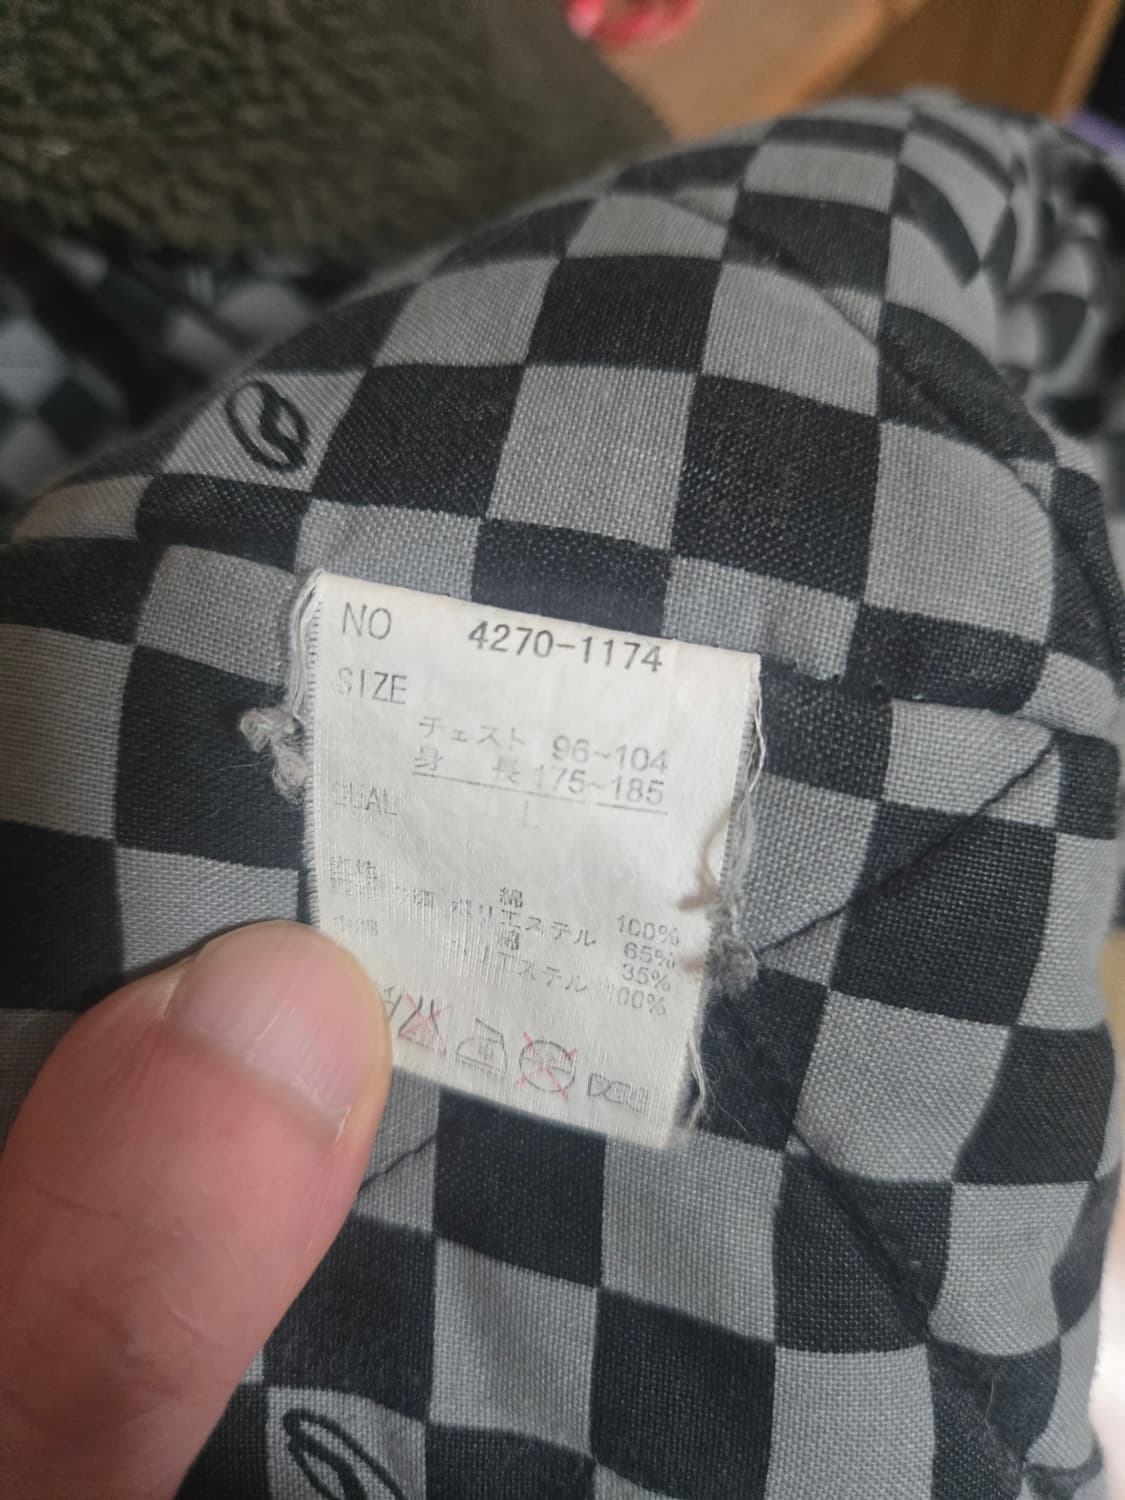 NO 4270-1174
SIZE
チェスト 96~104
身 長 175~185
L
QUAL
綿 100%
ポリエステル 65%
綿 35%
ポリエステル 100%